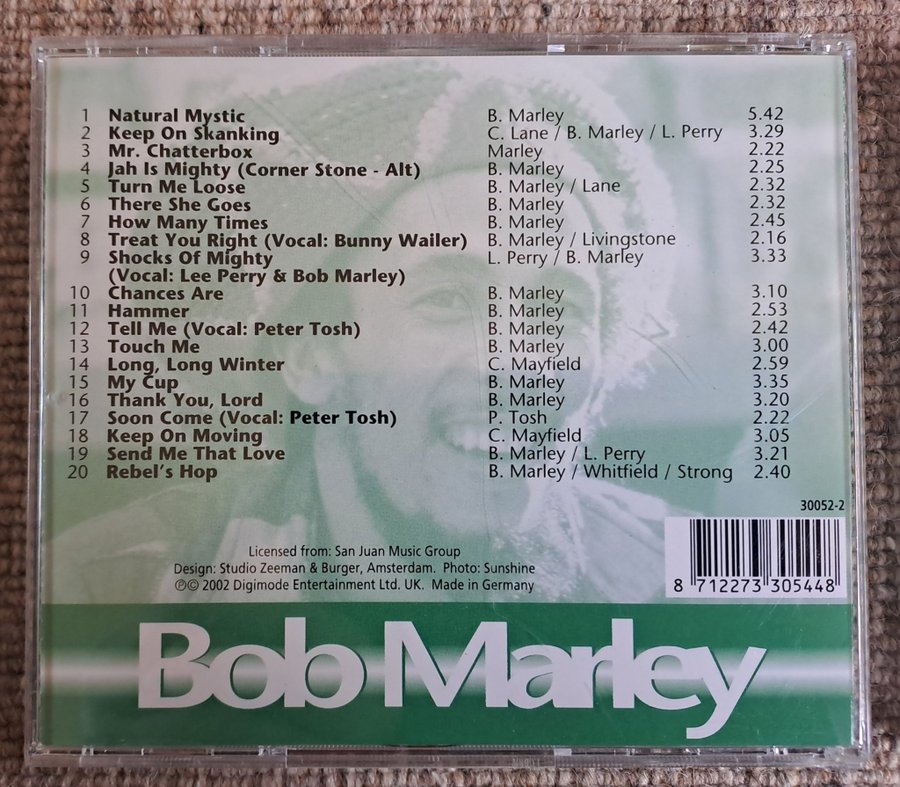 1 Natural Mystic B. Marley 5.42
2 Keep On Skanking C. Lane / B. Marley / L. Perry 3.29
3 Mr. Chatterbox Marley 2.22
4 Jah Is Mighty (Corner Stone - Alt) B. Marley 2.25
5 Turn Me Loose B. Marley / Lane 2.32
6 There She Goes B. Marley 2.32
7 How Many Times B. Marley 2.45
8 Treat You Right (Vocal: Bunny Wailer) B. Marley / Livingstone 2.16
9 Shocks Of Mighty L. Perry / B. Marley 3.33
(Vocal: Lee Perry & Bob Marley)
10 Chances Are B. Marley 3.10
11 Hammer B. Marley 2.53
12 Tell Me (Vocal: Peter Tosh) B. Marley 2.42
13 Touch Me B. Marley 3.00
14 Long, Long Winter C. Mayfield 2.59
15 My Cup B. Marley 3.35
16 Thank You, Lord B. Marley 3.20
17 Soon Come (Vocal: Peter Tosh) P. Tosh 2.22
18 Keep On Moving C. Mayfield 3.05
19 Send Me That Love B. Marley / L. Perry 3.21
20 Rebel's Hop B. Marley / Whitfield / Strong 2.40
30052-2
Licensed from: San Juan Music Group
Design: Studio Zeeman & Burger, Amsterdam. Photo: Sunshine
℗© 2002 Digimode Entertainment Ltd. UK. Made in Germany
8 712273 305448
Bob Marley